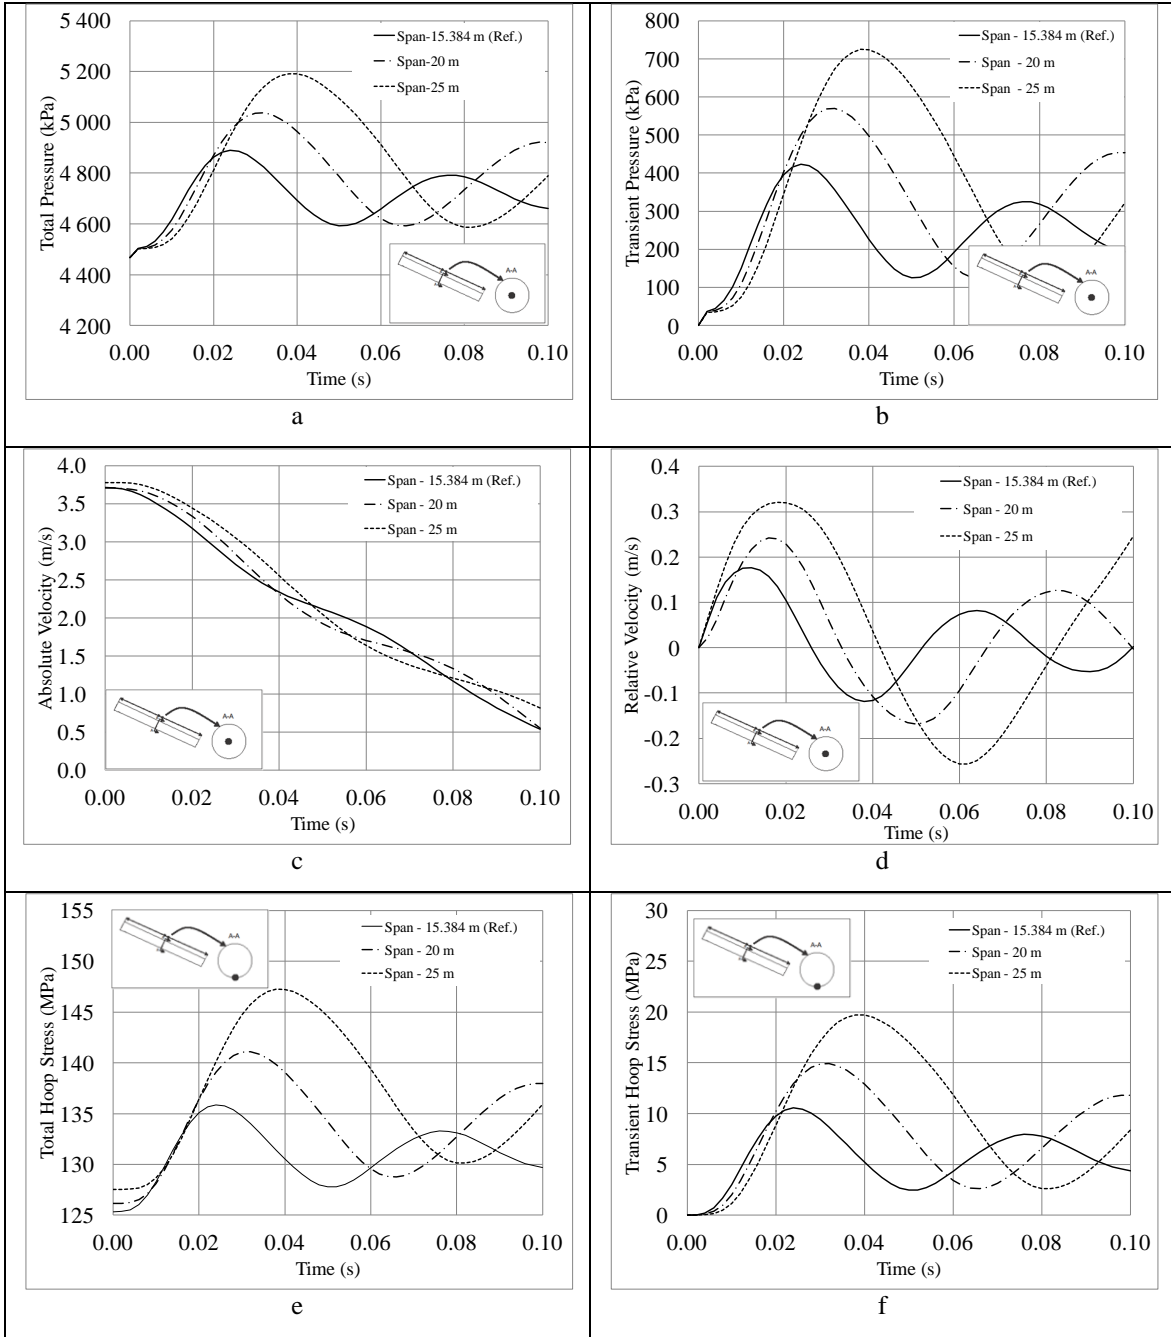 5 400
5 200
5 000
4 800
4 600
4 400
4 200
Total Pressure (kPa)
Span-15.384 m (Ref.)
Span-20 m
Span-25 m
A-A
0.00 0.02 0.04 0.06 0.08 0.10
Time (s)
a
800
700
600
500
400
300
200
100
0
Transient Pressure (kPa)
Span - 15.384 m (Ref.)
Span - 20 m
Span - 25 m
A-A
0.00 0.02 0.04 0.06 0.08 0.10
Time (s)
b
4.0
3.5
3.0
2.5
2.0
1.5
1.0
0.5
0.0
Absolute Velocity (m/s)
Span - 15.384 m (Ref.)
Span - 20 m
Span - 25 m
A-A
0.00 0.02 0.04 0.06 0.08 0.10
Time (s)
c
0.4
0.3
0.2
0.1
0
-0.1
-0.2
-0.3
Relative Velocity (m/s)
Span - 15.384 m (Ref.)
Span - 20 m
Span - 25 m
A-A
0.00 0.02 0.04 0.06 0.08 0.10
Time (s)
d
155
150
145
140
135
130
125
Total Hoop Stress (MPa)
A-A
Span - 15.384 m (Ref.)
Span - 20 m
Span - 25 m
0.00 0.02 0.04 0.06 0.08 0.10
Time (s)
e
30
25
20
15
10
5
0
Transient Hoop Stress (MPa)
A-A
Span - 15.384 m (Ref.)
Span - 20 m
Span - 25 m
0.00 0.02 0.04 0.06 0.08 0.10
Time (s)
f